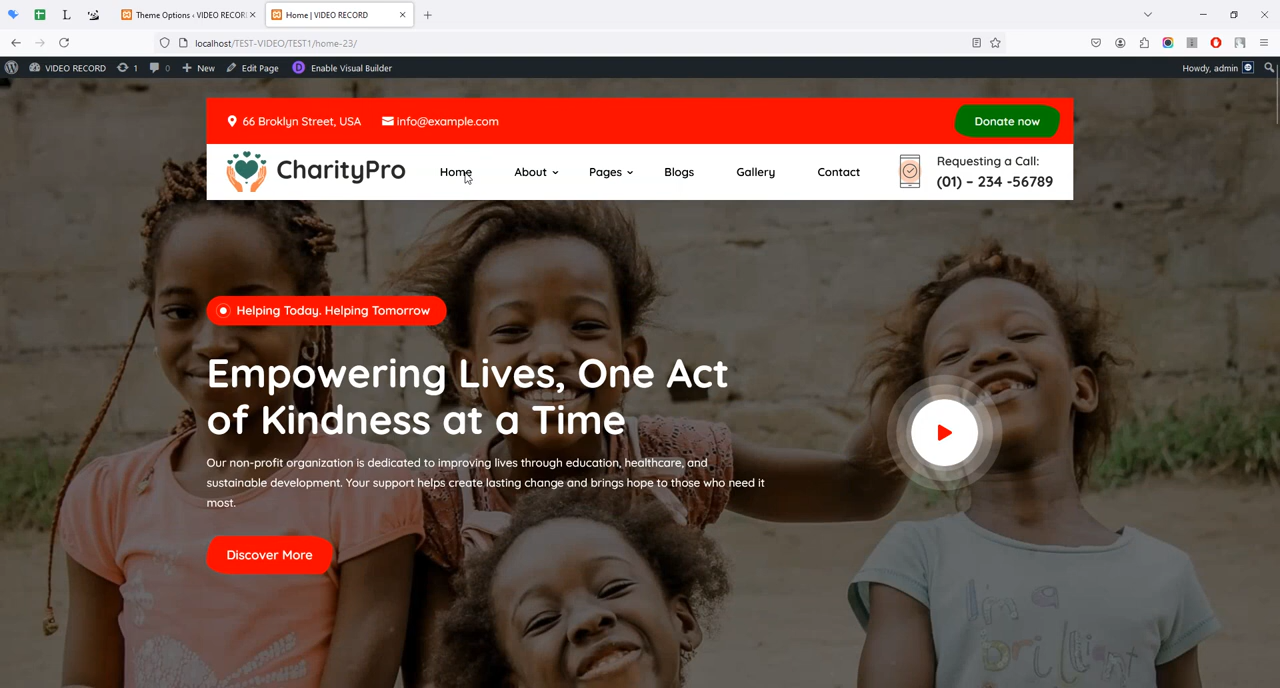 Theme Options ‹ VIDEO RECOR
Home | VIDEO RECORD
localhost/TEST-VIDEO/TEST1/home-23/
VIDEO RECORD
1
0
New
Edit Page
D
Enable Visual Builder
Howdy, admin
66 Broklyn Street, USA
info@example.com
Donate now
CharityPro
Home
About
Pages
Blogs
Gallery
Contact
Requesting a Call:
(01) – 234 -56789
Helping Today. Helping Tomorrow
Empowering Lives, One Act
of Kindness at a Time
Our non-profit organization is dedicated to improving lives through education, healthcare, and
sustainable development. Your support helps create lasting change and brings hope to those who need it
most.
Discover More
I'm a
brilliant